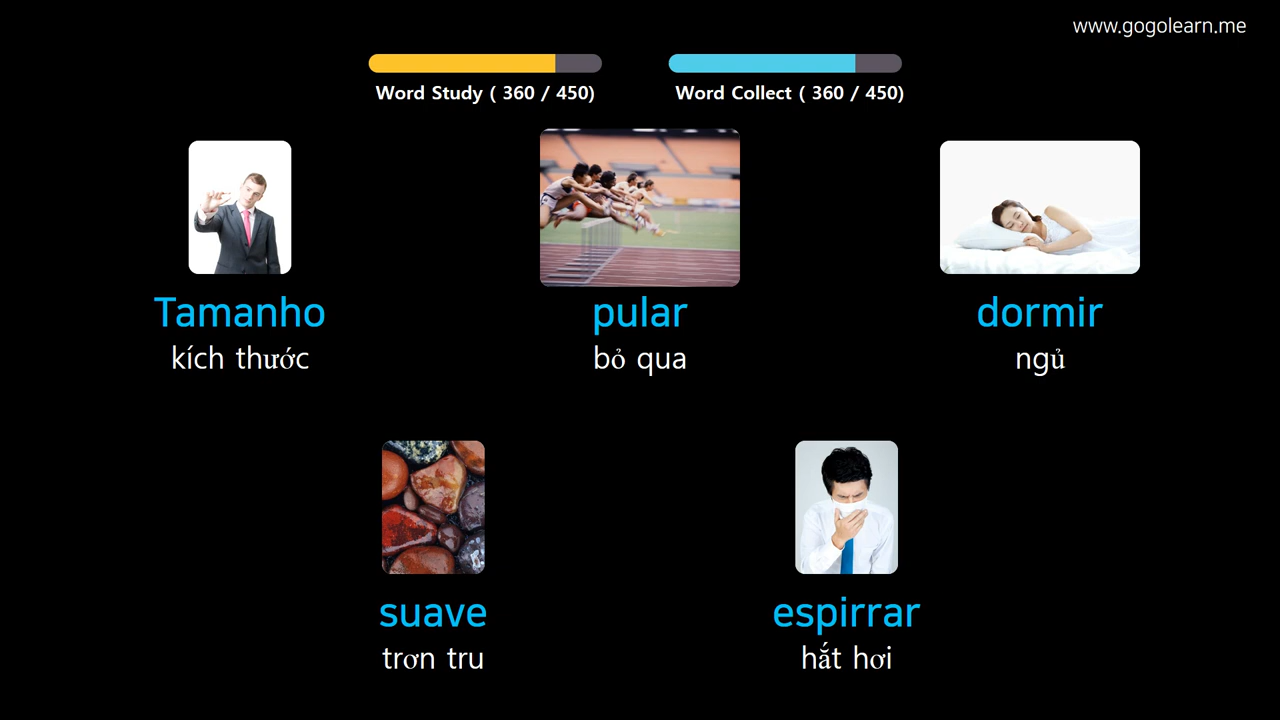 www.gogolearn.me
Word Study ( 360 / 450)
Word Collect ( 360 / 450)
Tamanho
kích thước
pular
bỏ qua
dormir
ngủ
suave
trơn tru
espirrar
hắt hơi